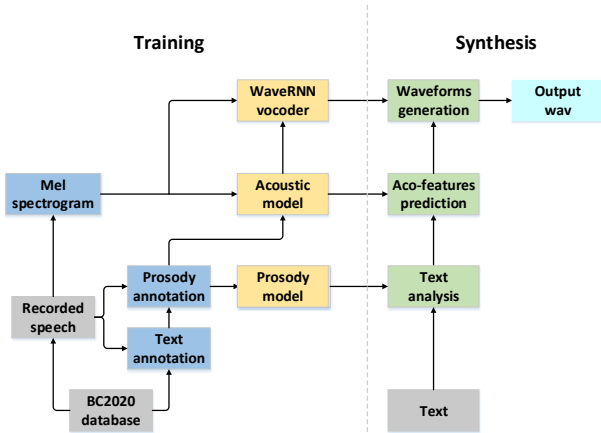 Training
Synthesis
WaveRNN
vocoder
Waveforms
generation
Output
wav
Mel
spectrogram
Acoustic
model
Aco-features
prediction
Prosody
annotation
Prosody
model
Text
analysis
Recorded
speech
Text
annotation
BC2020
database
Text